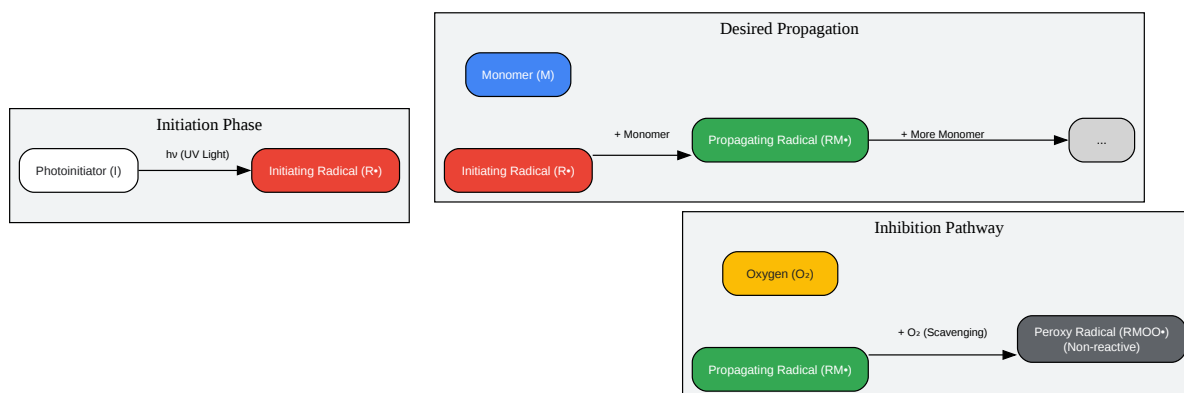 Initiation Phase
Photoinitiator (I)
hν (UV Light)
Initiating Radical (R•)
Desired Propagation
Monomer (M)
Initiating Radical (R•)
+ Monomer
Propagating Radical (RM•)
+ More Monomer
...
Inhibition Pathway
Oxygen (O₂)
Propagating Radical (RM•)
+ O₂ (Scavenging)
Peroxy Radical (RMOO•)
(Non-reactive)